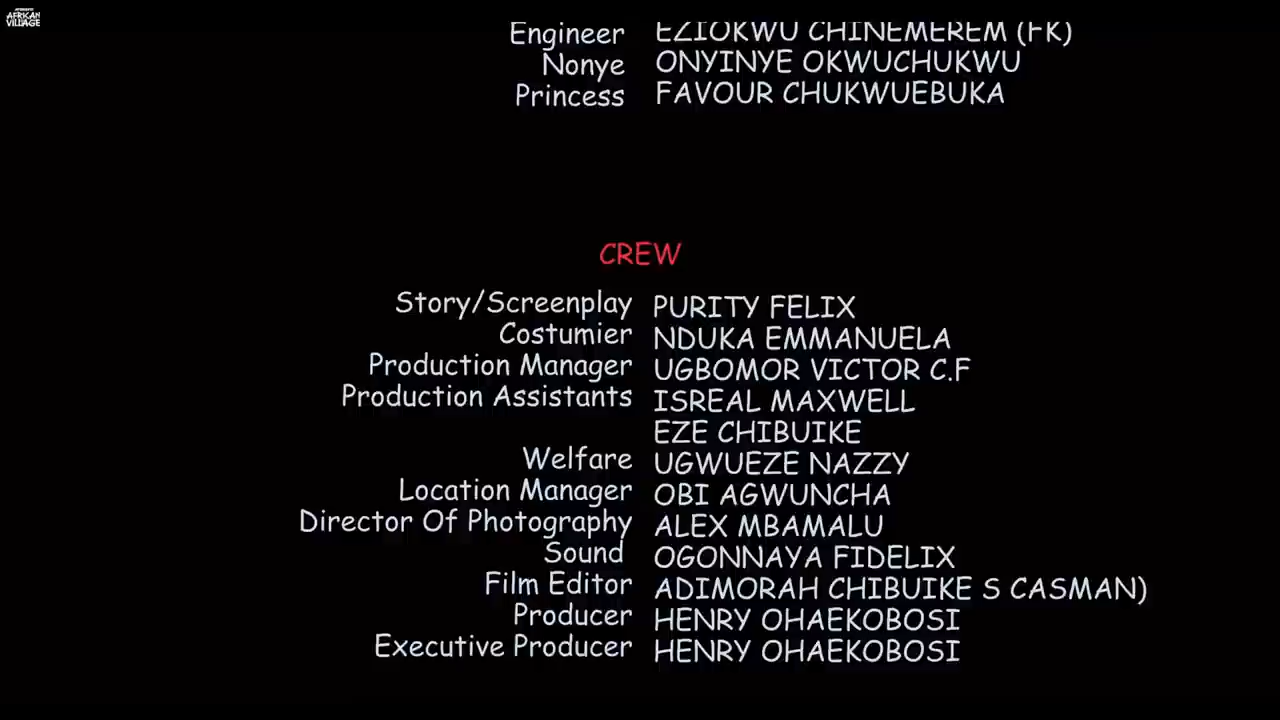 AFRICAN
VILLAGE
Engineer EZIOKWU CHINEMEREM (FK)
Nonye ONYINYE OKWUCHUKWU
Princess FAVOUR CHUKWUEBUKA
CREW
Story/Screenplay PURITY FELIX
Costumier NDUKA EMMANUELA
Production Manager UGBOMOR VICTOR C.F
Production Assistants ISREAL MAXWELL
EZE CHIBUIKE
Welfare UGWUEZE NAZZY
Location Manager OBI AGWUNCHA
Director Of Photography ALEX MBAMALU
Sound OGONNAYA FIDELIX
Film Editor ADIMORAH CHIBUIKE S CASMAN)
Producer HENRY OHAEKOBOSI
Executive Producer HENRY OHAEKOBOSI